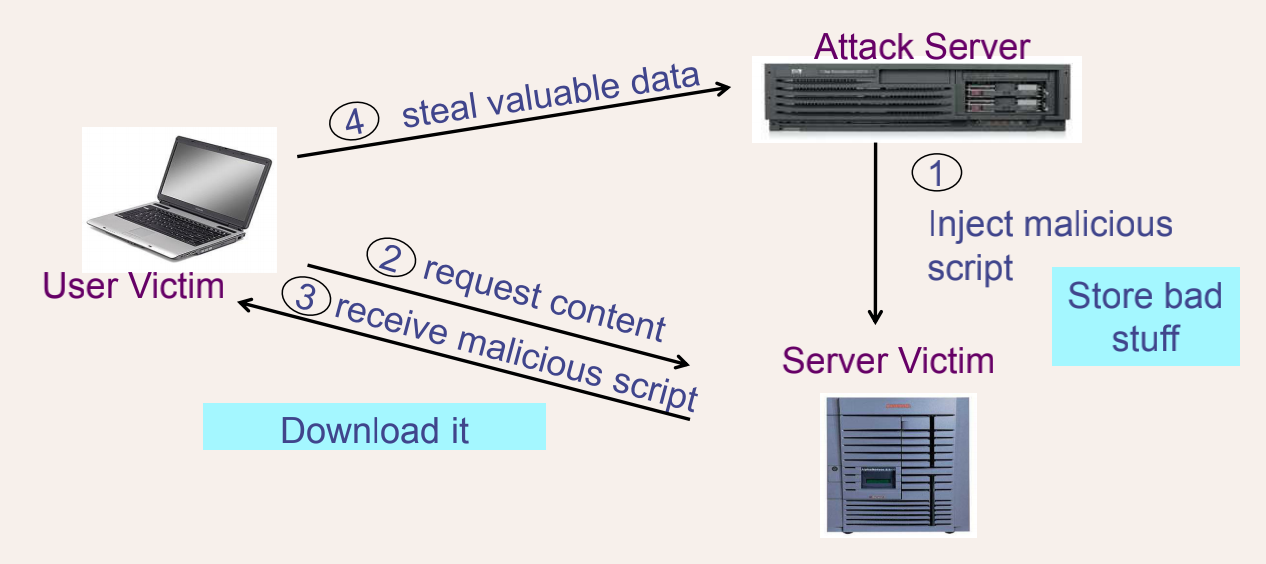 Attack Server
4 steal valuable data
1
Inject malicious
script
User Victim
2 request content
3 receive malicious script
Store bad
stuff
Server Victim
Download it